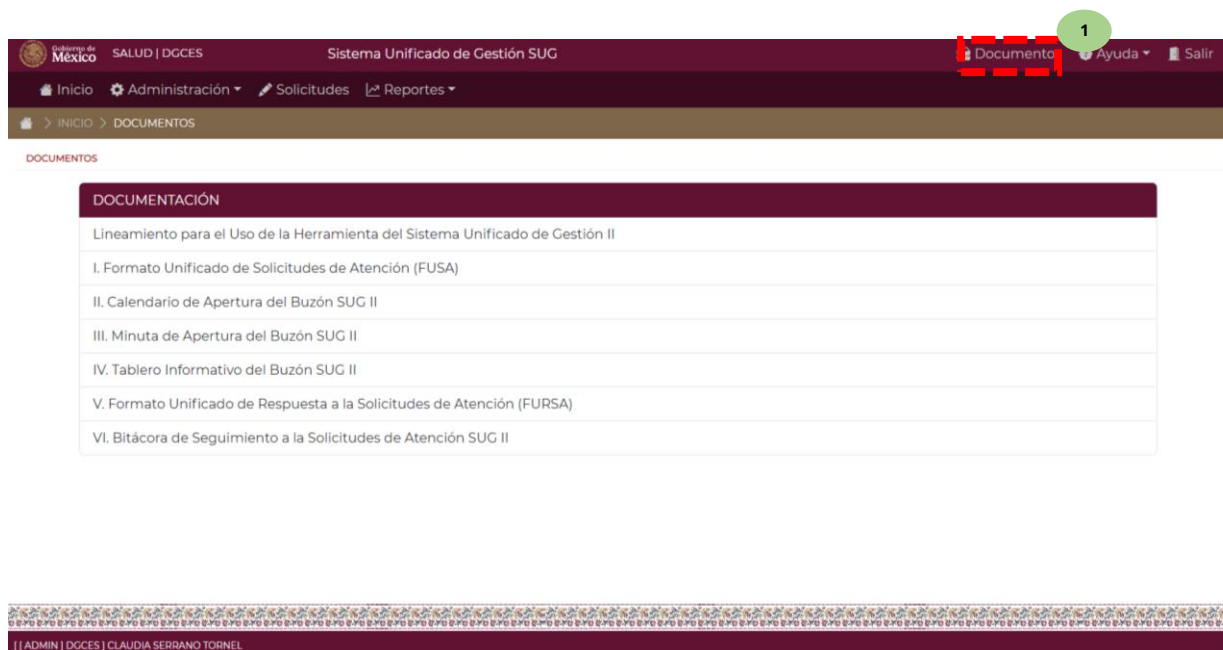 1
Gobierno de
México SALUD | DGCES Sistema Unificado de Gestión SUG Documento Ayuda Salir
Inicio Administración Solicitudes Reportes
> INICIO > DOCUMENTOS
DOCUMENTOS
DOCUMENTACIÓN
Lineamiento para el Uso de la Herramienta del Sistema Unificado de Gestión II
I. Formato Unificado de Solicitudes de Atención (FUSA)
II. Calendario de Apertura del Buzón SUG II
III. Minuta de Apertura del Buzón SUG II
IV. Tablero Informativo del Buzón SUG II
V. Formato Unificado de Respuesta a la Solicitudes de Atención (FURSA)
VI. Bitácora de Seguimiento a la Solicitudes de Atención SUG II
[ [ ADMIN ] DGCES ] CLAUDIA SERRANO TORNEL